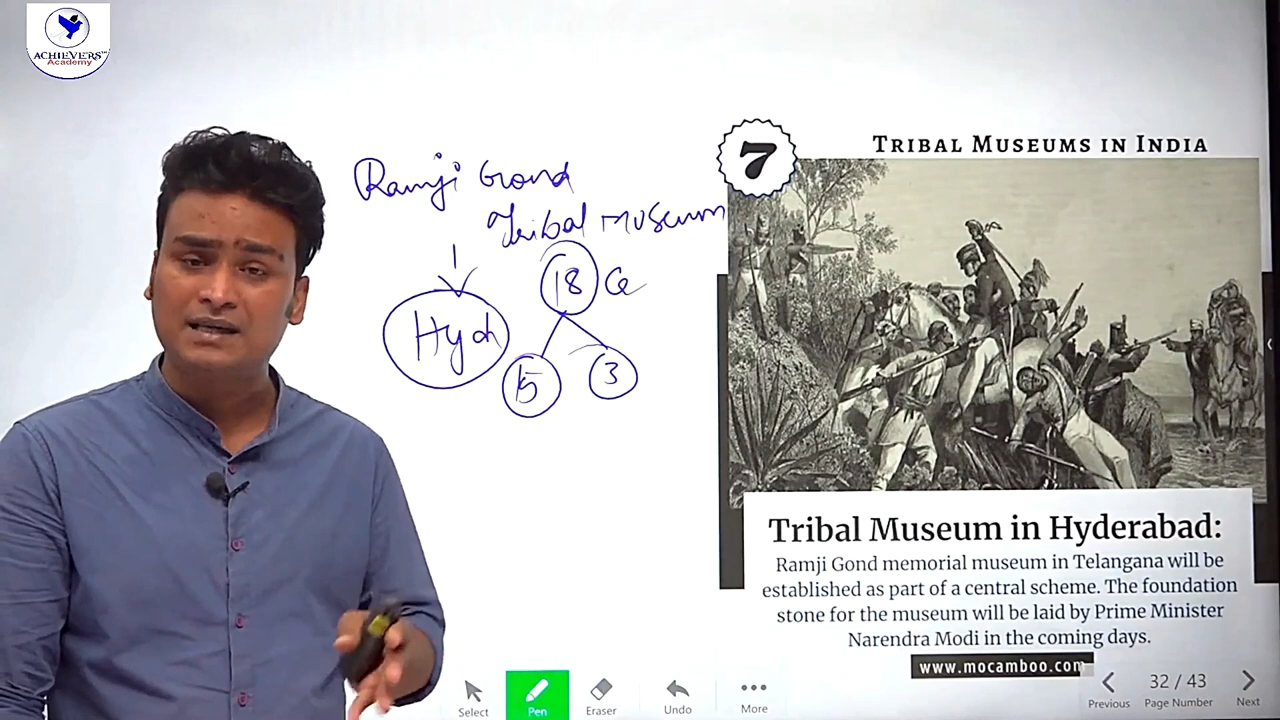 ACHIEVERS™
Academy
Ramji Gond
Tribal Museum
18 Cr
Hyd
15
3
7
TRIBAL MUSEUMS IN INDIA
Tribal Museum in Hyderabad:
Ramji Gond memorial museum in Telangana will be
established as part of a central scheme. The foundation
stone for the museum will be laid by Prime Minister
Narendra Modi in the coming days.
www.mocamboo.com
Select
Pen
Eraser
Undo
More
Previous
32 / 43
Page Number
Next